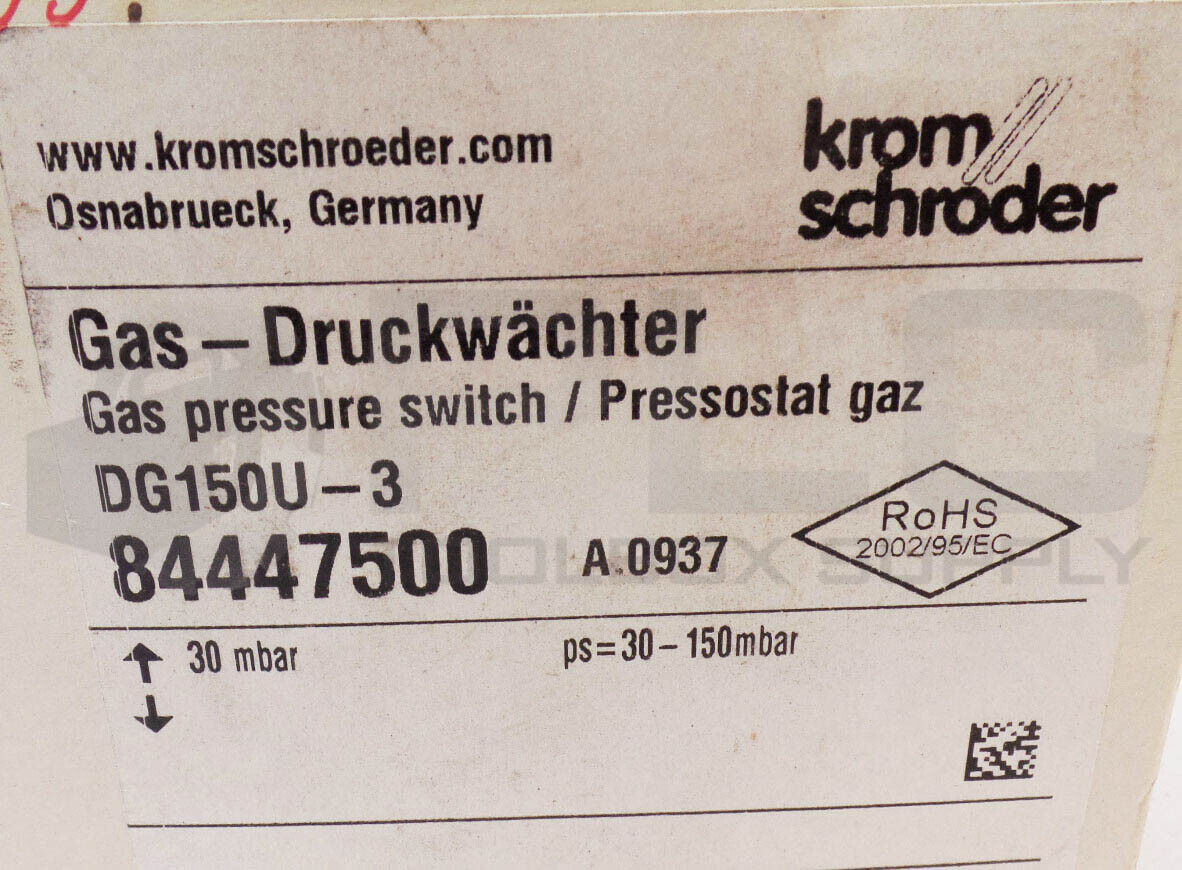 www.kromschroeder.com
Osnabrueck, Germany
krom
schröder
Gas – Druckwächter
Gas pressure switch / Pressostat gaz
DG150U – 3
84447500 A.0937
RoHS
2002/95/EC
↑ 30 mbar ps=30–150mbar
↓